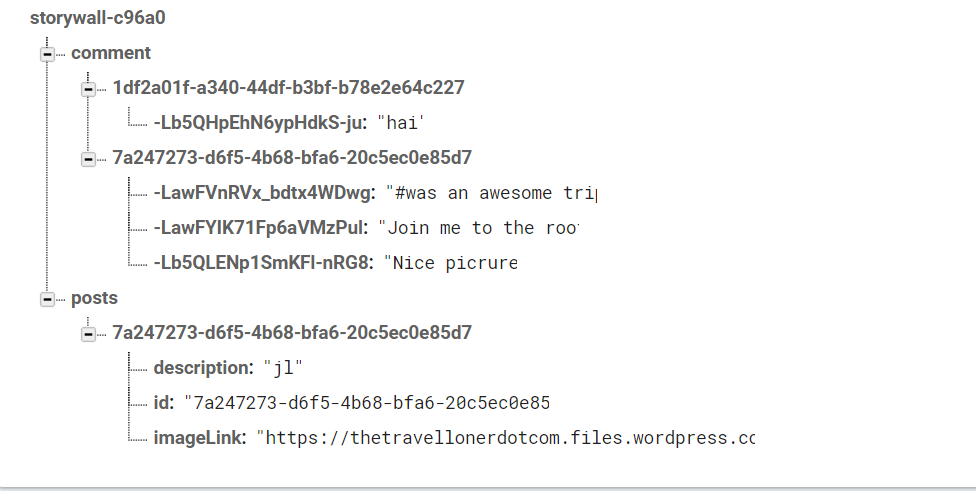 storywall-c96a0
comment
1df2a01f-a340-44df-b3bf-b78e2e64c227
-Lb5QHpEhN6ypHdkS-ju: "hai"
7a247273-d6f5-4b68-bfa6-20c5ec0e85d7
-LawFVnRVx_bdtx4WDwg: "#was an awesome trip
-LawFYIK71Fp6aVMzPul: "Join me to the roo
-Lb5QLENp1SmKFl-nRG8: "Nice picrure
posts
7a247273-d6f5-4b68-bfa6-20c5ec0e85d7
description: "jl"
id: "7a247273-d6f5-4b68-bfa6-20c5ec0e85
imageLink: "https://thetravellonerdotcom.files.wordpress.cc